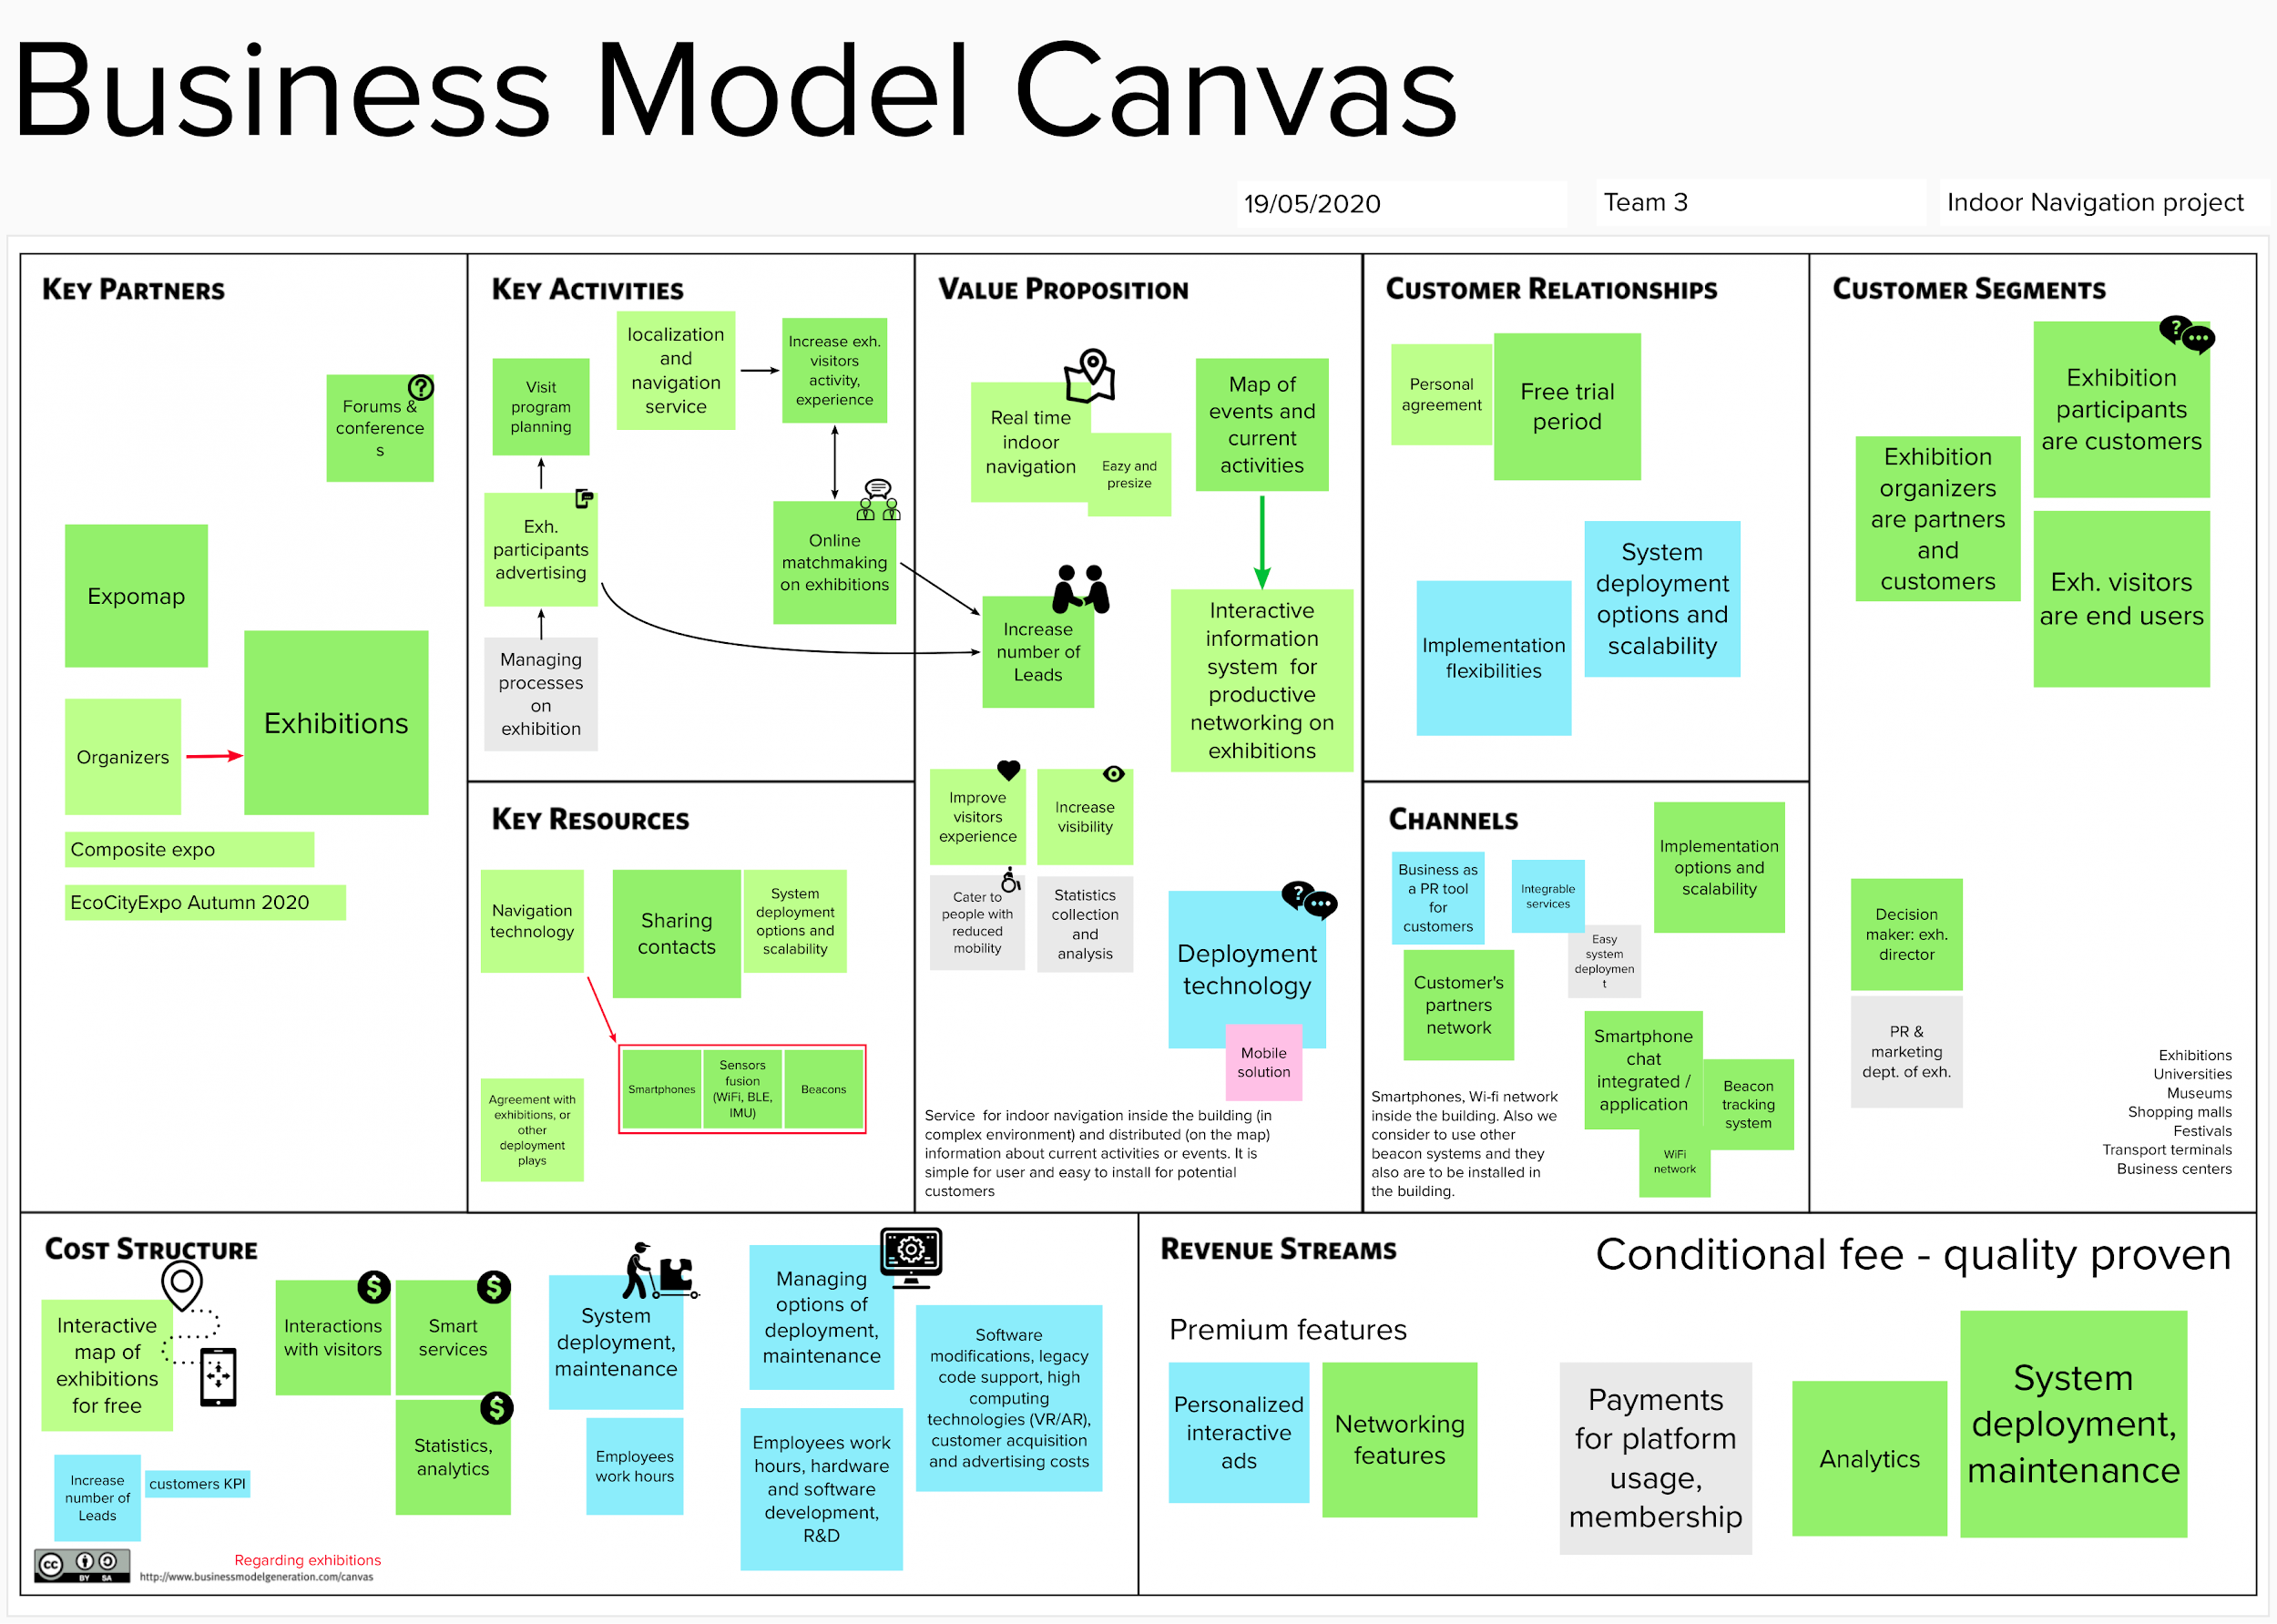 Business Model Canvas
19/05/2020
Team 3
Indoor Navigation project
KEY PARTNERS
Forums &
conference
s
Expomap
Organizers
Exhibitions
Composite expo
EcoCityExpo Autumn 2020
KEY ACTIVITIES
localization
and
navigation
service
Increase exh.
visitors
activity,
experience
Visit
program
planning
Exh.
participants
advertising
Online
matchmaking
on exhibitions
Managing
processes
on
exhibition
KEY RESOURCES
Navigation
technology
Sharing
contacts
System
deployment
options and
scalability
Smartphones
Sensors
fusion
(WiFi, BLE,
IMU)
Beacons
Agreement with
exhibitions, or
other
deployment
plays
VALUE PROPOSITION
Real time
indoor
navigation
Eazy and
presize
Map of
events and
current
activities
Increase
number of
Leads
Interactive
information
system for
productive
networking on
exhibitions
Improve
visitors
experience
Increase
visibility
Cater to
people with
reduced
mobility
Statistics
collection
and
analysis
?
Deployment
technology
Mobile
solution
Service for indoor navigation inside the building (in
complex environment) and distributed (on the map)
information about current activities or events. It is
simple for user and easy to install for potential
customers
CUSTOMER RELATIONSHIPS
Personal
agreement
Free trial
period
System
deployment
options and
scalability
Implementation
flexibilities
CHANNELS
Business as
a PR tool
for
customers
Integrable
services
Implementation
options and
scalability
Easy
system
deploymen
t
Customer's
partners
network
Smartphone
chat
integrated /
application
Beacon
tracking
system
WiFi
network
Smartphones, Wi-fi network
inside the building. Also we
consider to use other
beacon systems and they
also are to be installed in
the building.
CUSTOMER SEGMENTS
?
Exhibition
participants
are customers
Exhibition
organizers
are partners
and
customers
Exh. visitors
are end users
Decision
maker: exh.
director
PR &
marketing
dept. of exh.
Exhibitions
Universities
Museums
Shopping malls
Festivals
Transport terminals
Business centers
COST STRUCTURE
Interactive
map of
exhibitions
for free
$
Interactions
with visitors
$
Smart
services
$
Statistics,
analytics
Increase
number of
Leads
customers KPI
System
deployment,
maintenance
Employees
work hours
Managing
options of
deployment,
maintenance
Employees work
hours, hardware
and software
development,
R&D
Software
modifications, legacy
code support, high
computing
technologies (VR/AR),
customer acquisition
and advertising costs
Regarding exhibitions
cc
BY SA
http://www.businessmodelgeneration.com/canvas
REVENUE STREAMS
Conditional fee - quality proven
Premium features
Personalized
interactive
ads
Networking
features
Payments
for platform
usage,
membership
Analytics
System
deployment,
maintenance